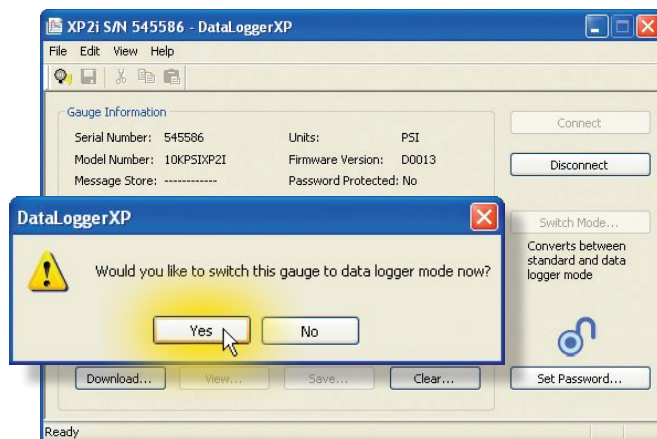 XP2i S/N 545586 - DataLoggerXP
File Edit View Help
Gauge Information
Serial Number: 545586 Units: PSI
Model Number: 10KPSIXP2I Firmware Version: D0013
Message Store: ------------ Password Protected: No
Connect
Disconnect
DataLoggerXP
Would you like to switch this gauge to data logger mode now?
Yes No
Switch Mode...
Converts between
standard and data
logger mode
Download... View... Save... Clear... Set Password...
Ready